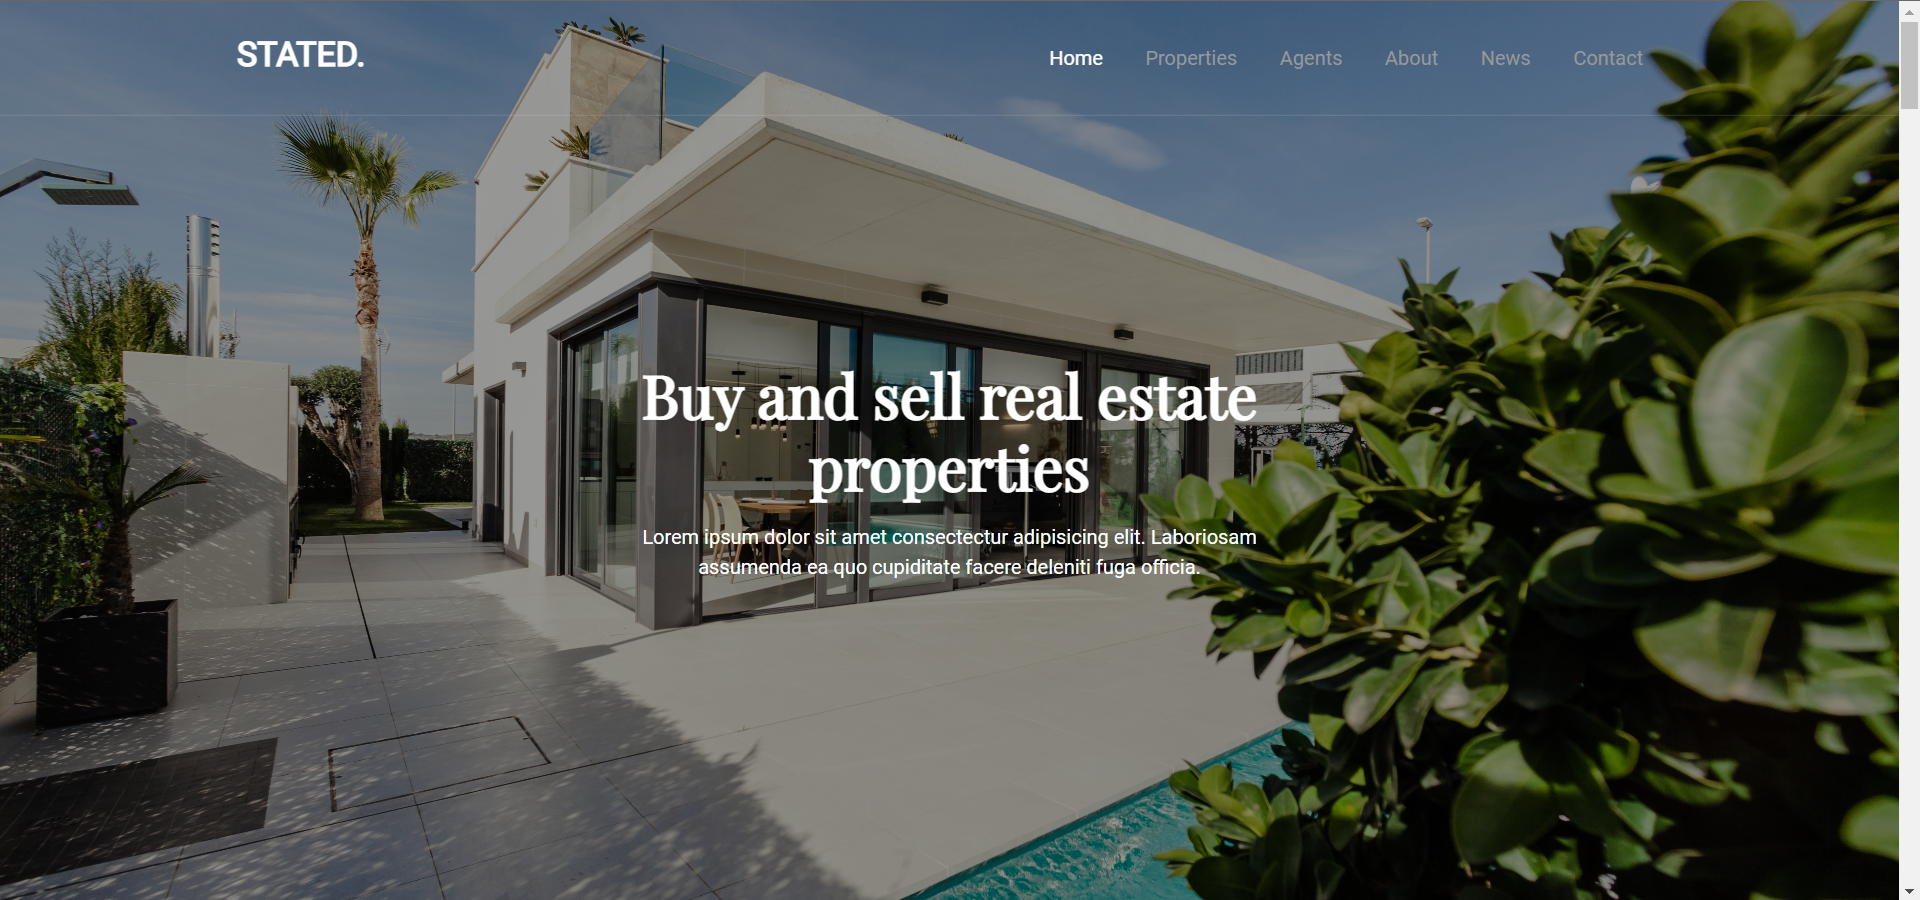 STATED.
Home Properties Agents About News Contact
Buy and sell real estate
properties
Lorem ipsum dolor sit amet consectectur adipisicing elit. Laboriosam
assumenda ea quo cupiditate facere deleniti fuga officia.